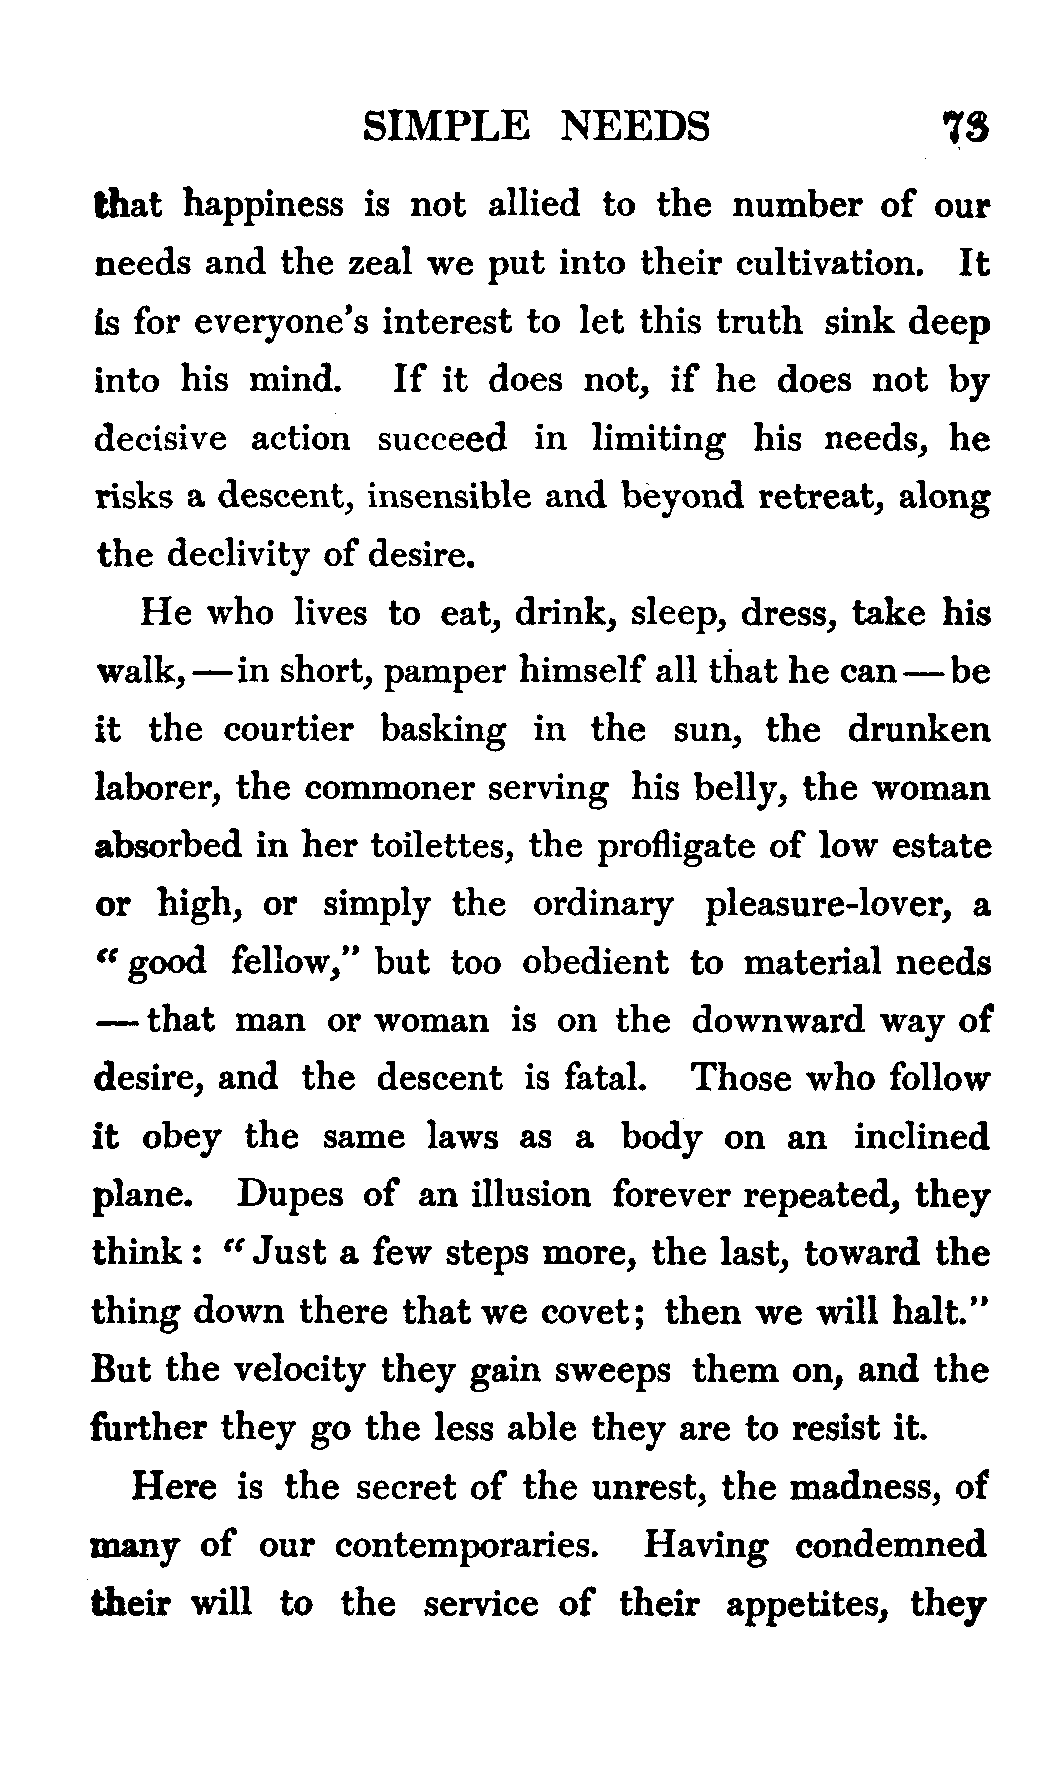 SIMPLE NEEDS 73
that happiness is not allied to the number of our
needs and the zeal we put into their cultivation. It
is for everyone's interest to let this truth sink deep
into his mind. If it does not, if he does not by
decisive action succeed in limiting his needs, he
risks a descent, insensible and beyond retreat, along
the declivity of desire.
He who lives to eat, drink, sleep, dress, take his
walk,—in short, pamper himself all that he can—be
it the courtier basking in the sun, the drunken
laborer, the commoner serving his belly, the woman
absorbed in her toilettes, the profligate of low estate
or high, or simply the ordinary pleasure-lover, a
"good fellow," but too obedient to material needs
—that man or woman is on the downward way of
desire, and the descent is fatal. Those who follow
it obey the same laws as a body on an inclined
plane. Dupes of an illusion forever repeated, they
think: "Just a few steps more, the last, toward the
thing down there that we covet; then we will halt."
But the velocity they gain sweeps them on, and the
further they go the less able they are to resist it.
Here is the secret of the unrest, the madness, of
many of our contemporaries. Having condemned
their will to the service of their appetites, they